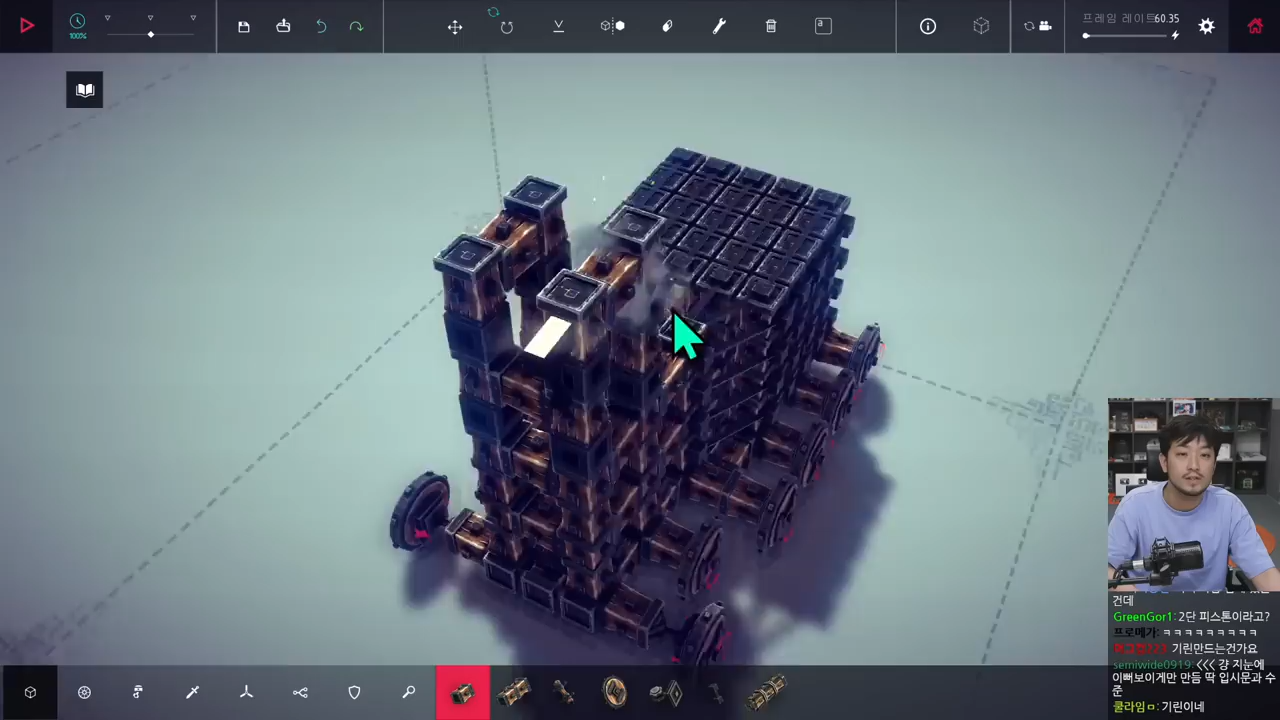 100%
a
프레임 레이트60.35
건데
GreenGor1: 2단 피스톤이라고?
프로메가: ㅋㅋㅋㅋㅋㅋㅋㅋㅋ
기린만드는건가요
semiwide0919: <<< 걍 지눈에
이뻐보이게만 만듬 딱 입시문과 수
준
쿨라임ㅁ: 기린이네